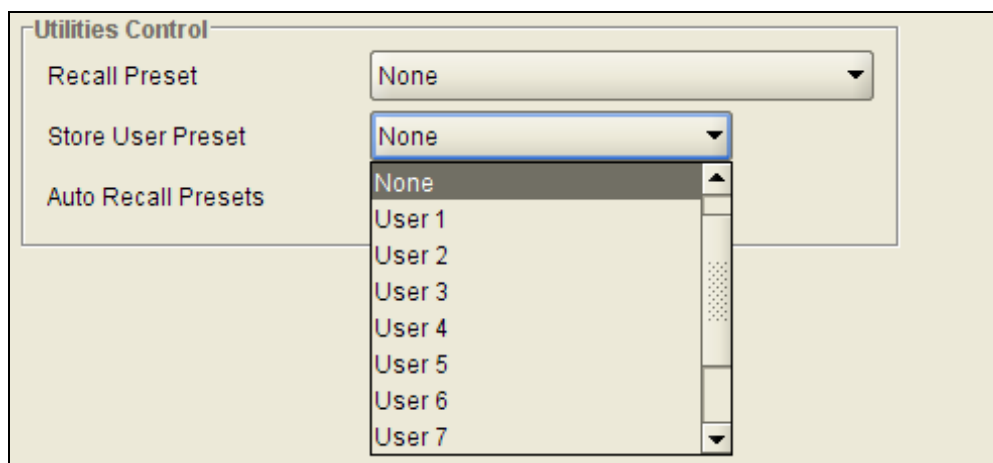 Utilities Control
Recall Preset None
Store User Preset None
None
Auto Recall Presets
User 1
User 2
User 3
User 4
User 5
User 6
User 7